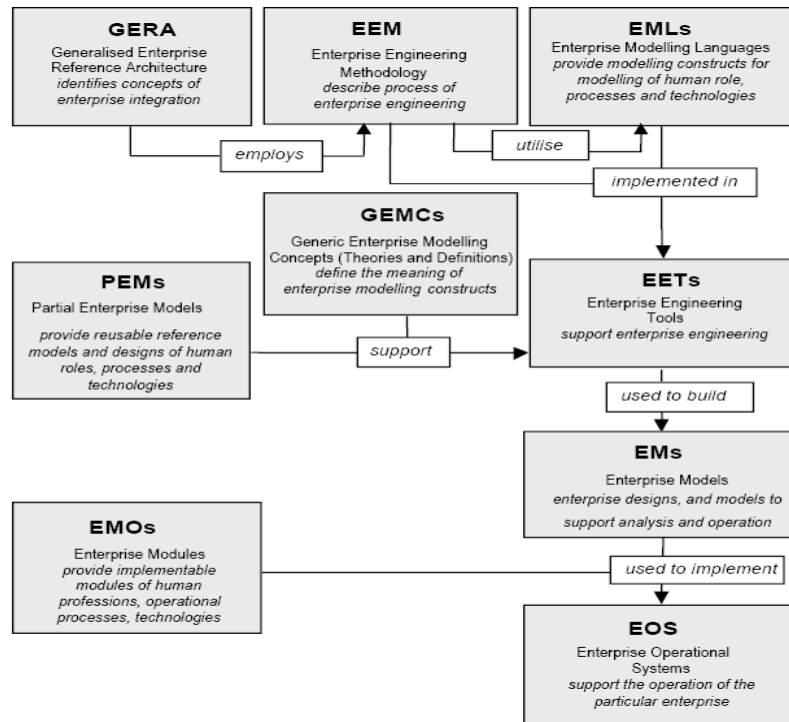 GERA
Generalised Enterprise
Reference Architecture
identifies concepts of
enterprise integration
EEM
Enterprise Engineering
Methodology
describe process of
enterprise engineering
EMLs
Enterprise Modelling Languages
provide modelling constructs for
modelling of human role,
processes and technologies
employs
utilise
implemented in
GEMCs
Generic Enterprise Modelling
Concepts (Theories and Definitions)
define the meaning of
enterprise modelling constructs
PEMs
Partial Enterprise Models
provide reusable reference
models and designs of human
roles, processes and
technologies
EETs
Enterprise Engineering
Tools
support enterprise engineering
support
used to build
EMs
Enterprise Models
enterprise designs, and models to
support analysis and operation
EMOs
Enterprise Modules
provide implementable
modules of human
professions, operational
processes, technologies
used to implement
EOS
Enterprise Operational
Systems
support the operation of the
particular enterprise